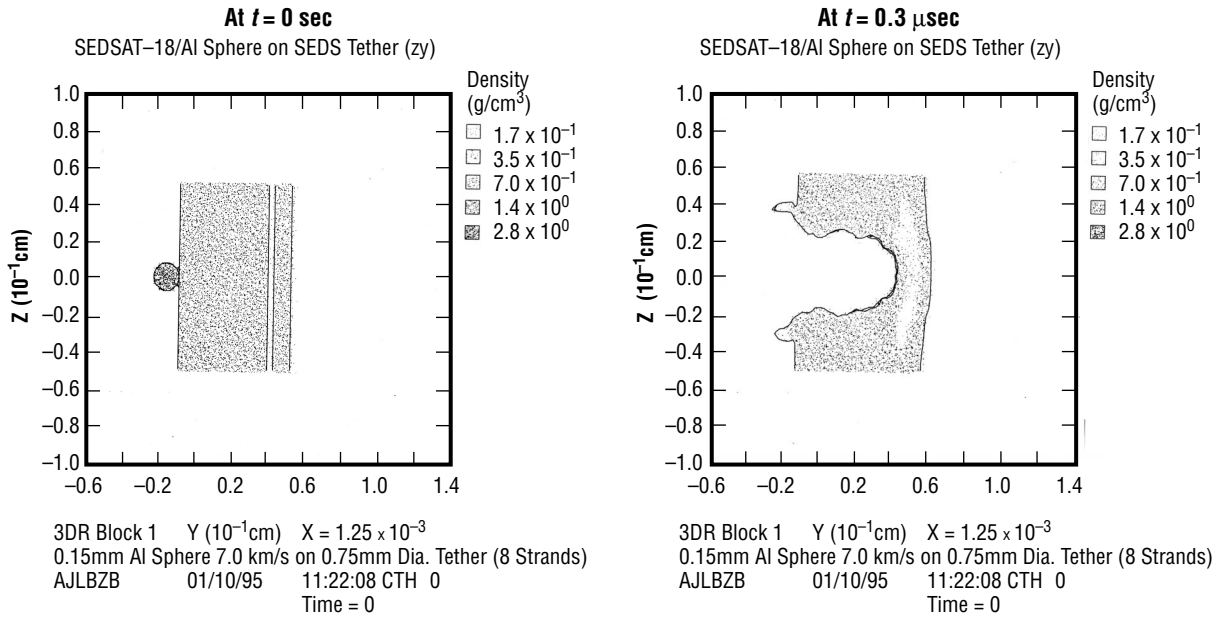 At t = 0 sec
SEDSAT–18/Al Sphere on SEDS Tether (zy)
Density
(g/cm³)
1.7 x 10⁻¹
3.5 x 10⁻¹
7.0 x 10⁻¹
1.4 x 10⁰
2.8 x 10⁰
Z (10⁻¹cm)
1.0
0.8
0.6
0.4
0.2
0.0
–0.2
–0.4
–0.6
–0.8
–1.0
–0.6 –0.2 0.2 0.6 1.0 1.4
3DR Block 1 Y (10⁻¹cm) X = 1.25 x 10⁻³
0.15mm Al Sphere 7.0 km/s on 0.75mm Dia. Tether (8 Strands)
AJLBZB 01/10/95 11:22:08 CTH 0
Time = 0
At t = 0.3 µsec
SEDSAT–18/Al Sphere on SEDS Tether (zy)
Density
(g/cm³)
1.7 x 10⁻¹
3.5 x 10⁻¹
7.0 x 10⁻¹
1.4 x 10⁰
2.8 x 10⁰
Z (10⁻¹cm)
1.0
0.8
0.6
0.4
0.2
0.0
–0.2
–0.4
–0.6
–0.8
–1.0
–0.6 –0.2 0.2 0.6 1.0 1.4
3DR Block 1 Y (10⁻¹cm) X = 1.25 x 10⁻³
0.15mm Al Sphere 7.0 km/s on 0.75mm Dia. Tether (8 Strands)
AJLBZB 01/10/95 11:22:08 CTH 0
Time = 0